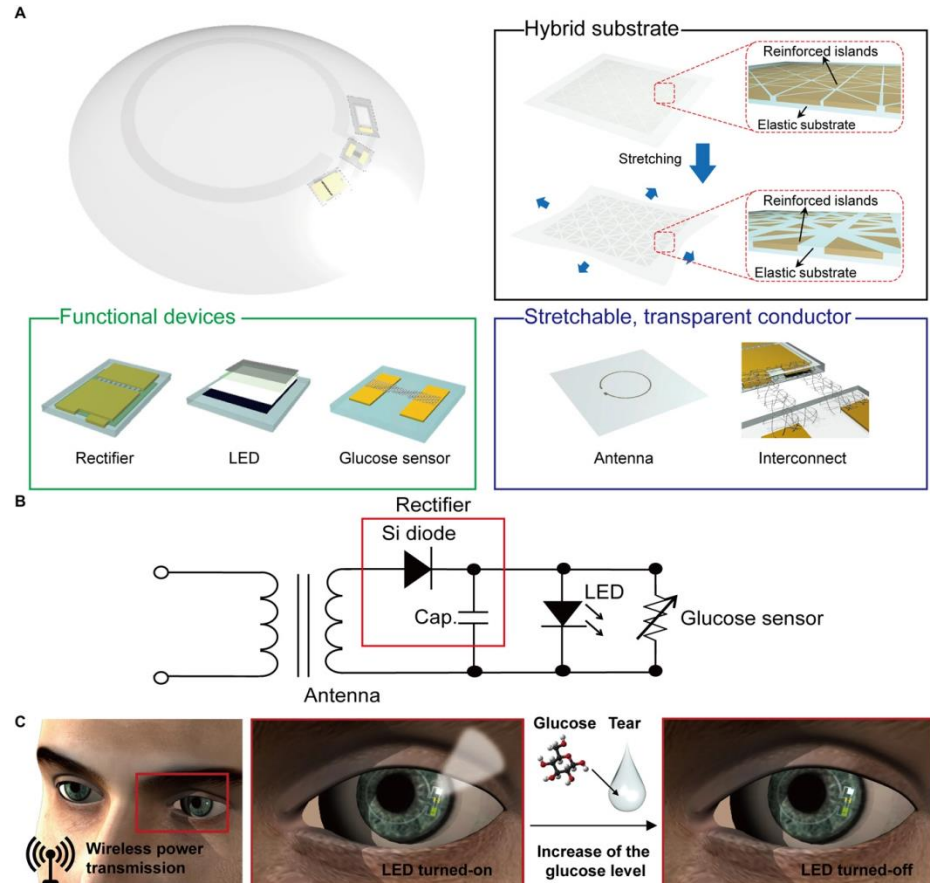 A
Hybrid substrate
Reinforced islands
Elastic substrate
Stretching
Reinforced islands
Elastic substrate
Functional devices
Rectifier
LED
Glucose sensor
Stretchable, transparent conductor
Antenna
Interconnect
B
Rectifier
Si diode
Cap.
LED
Glucose sensor
Antenna
C
Wireless power
transmission
LED turned-on
Glucose
Tear
Increase of the
glucose level
LED turned-off